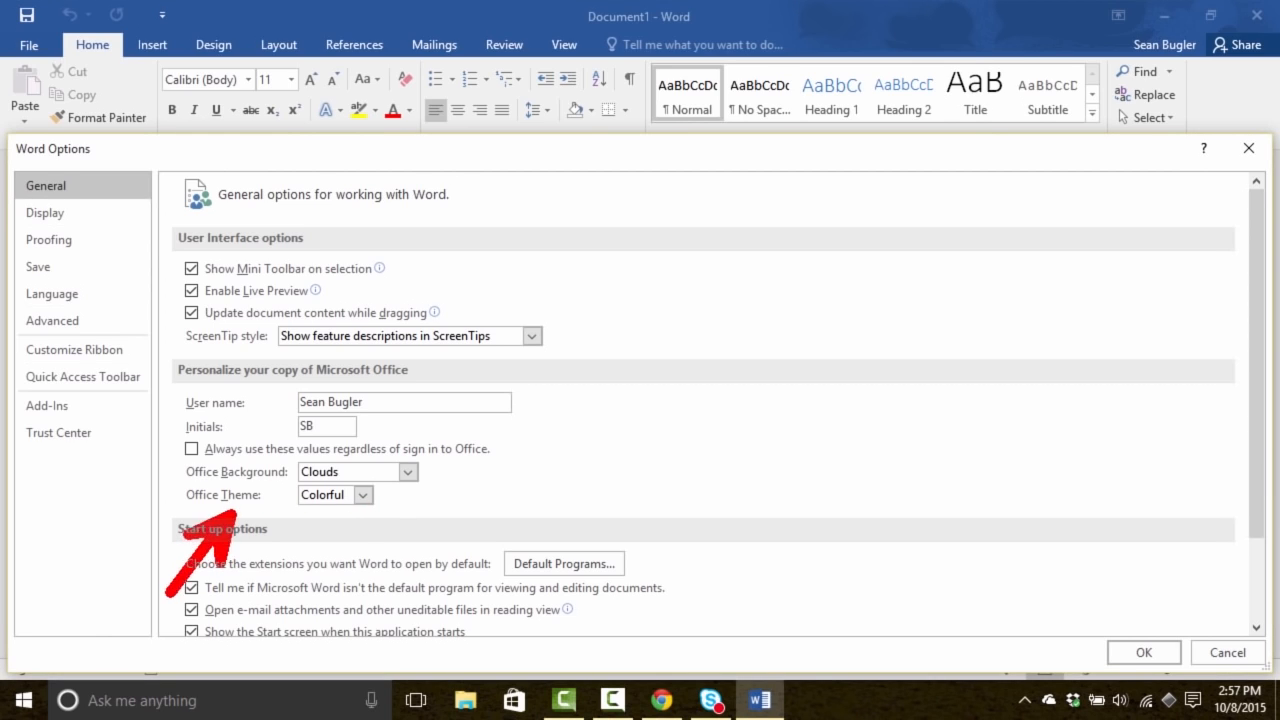 Document1 - Word
File Home Insert Design Layout References Mailings Review View Tell me what you want to do... Sean Bugler Share
Paste
Cut
Copy
Format Painter
Calibri (Body) 11 A A Aa
B I U abc x₂ x² A aby A
AaBbCcDc AaBbCcDc AaBbCc AaBbCcC AaB AaBbCcC
¶ Normal ¶ No Spac... Heading 1 Heading 2 Title Subtitle
Find
Replace
Select
Word Options ?
General
Display
Proofing
Save
Language
Advanced
Customize Ribbon
Quick Access Toolbar
Add-Ins
Trust Center
General options for working with Word.
User Interface options
Show Mini Toolbar on selection
Enable Live Preview
Update document content while dragging
ScreenTip style: Show feature descriptions in ScreenTips
Personalize your copy of Microsoft Office
User name: Sean Bugler
Initials: SB
Always use these values regardless of sign in to Office.
Office Background: Clouds
Office Theme: Colorful
Start up options
Choose the extensions you want Word to open by default: Default Programs...
Tell me if Microsoft Word isn't the default program for viewing and editing documents.
Open e-mail attachments and other uneditable files in reading view
Show the Start screen when this application starts
OK Cancel
Ask me anything
2:57 PM
10/8/2015